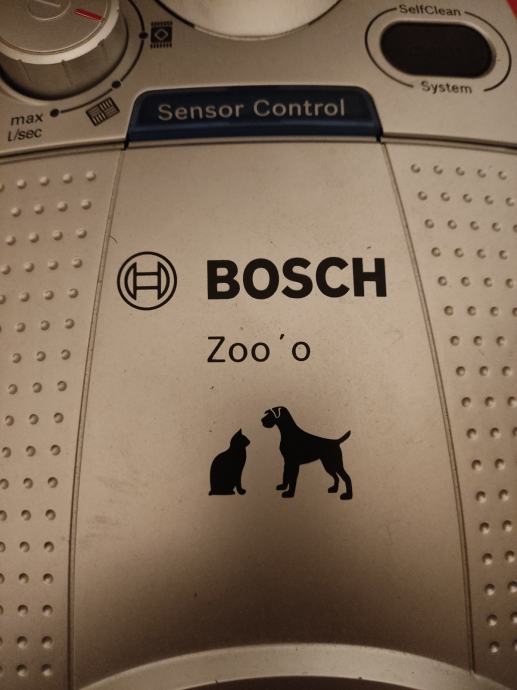 SelfClean
System
Sensor Control
max
l/sec
BOSCH
Zoo'o